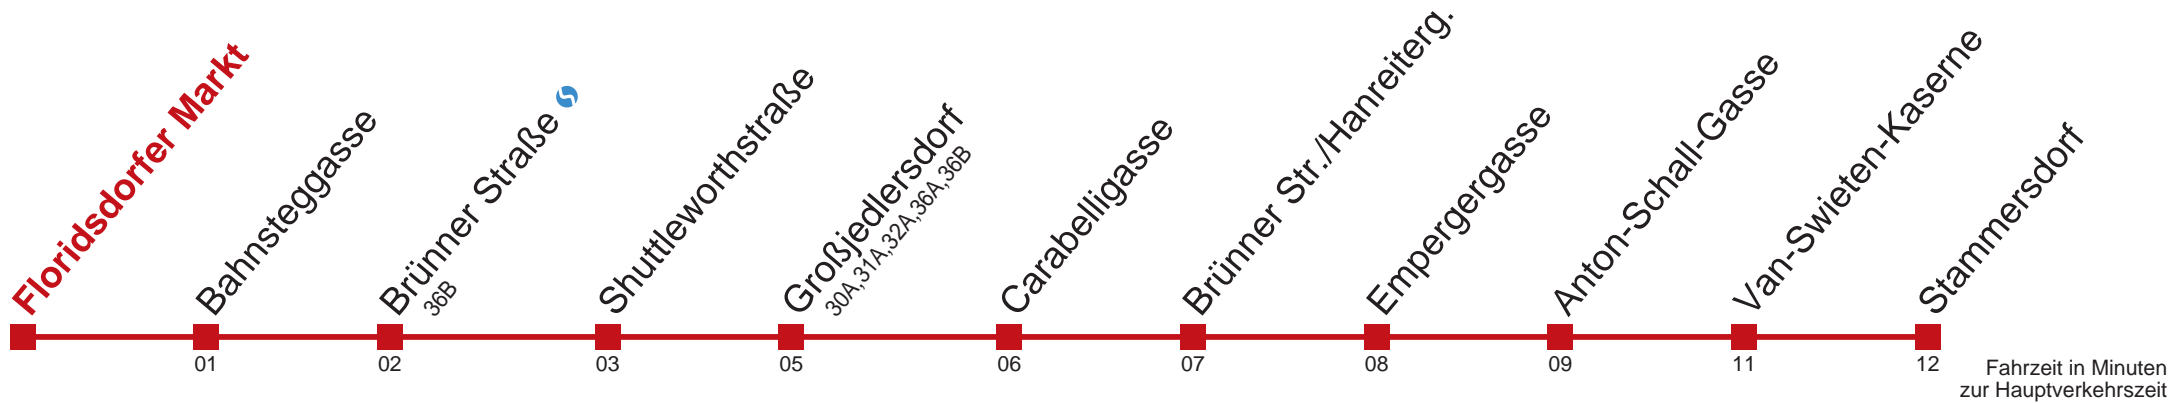 Floridsdorfer Markt
Bahnsteggasse
Brünner Straße
36B
Shuttleworthstraße
Großjedlersdorf
30A,31A,32A,36A,36B
Carabelligasse
Brünner Str./Hanreiterg.
Empergergasse
Anton-Schall-Gasse
Van-Swieten-Kaserne
Stammersdorf
01 02 03 05 06 07 08 09 11 12
Fahrzeit in Minuten
zur Hauptverkehrszeit